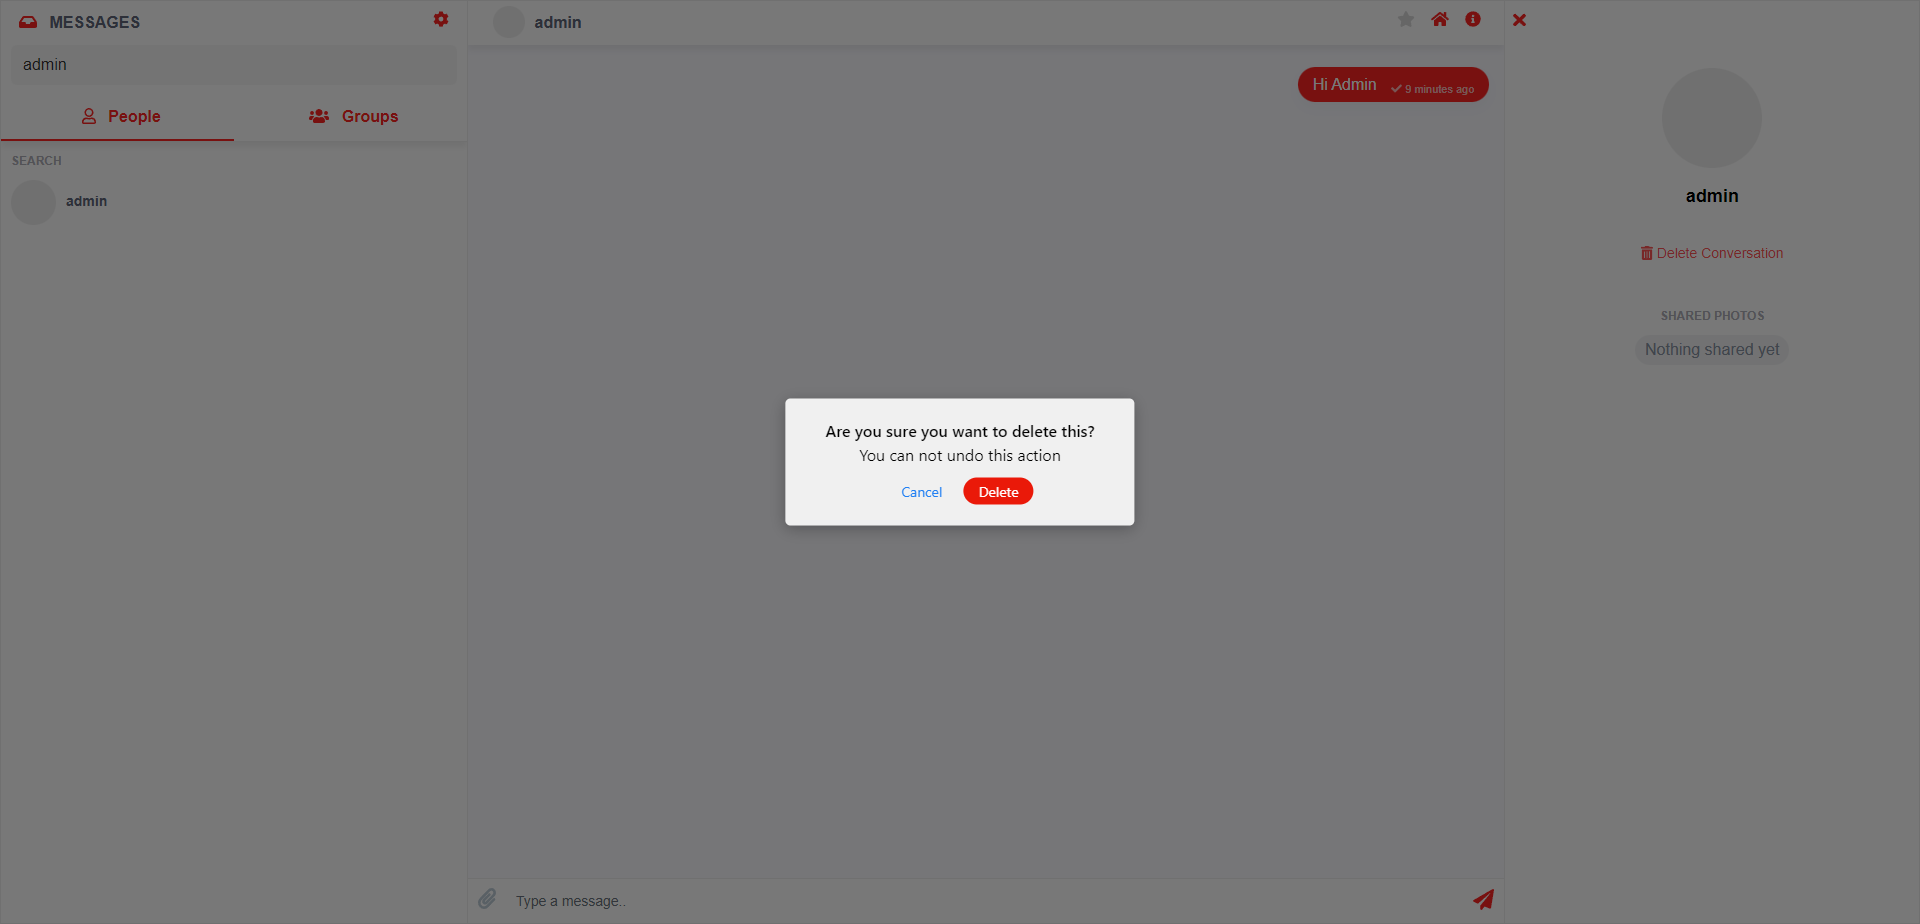 MESSAGES
admin
People
Groups
SEARCH
admin
admin
Hi Admin
9 minutes ago
Are you sure you want to delete this?
You can not undo this action
Cancel
Delete
Type a message..
admin
Delete Conversation
SHARED PHOTOS
Nothing shared yet